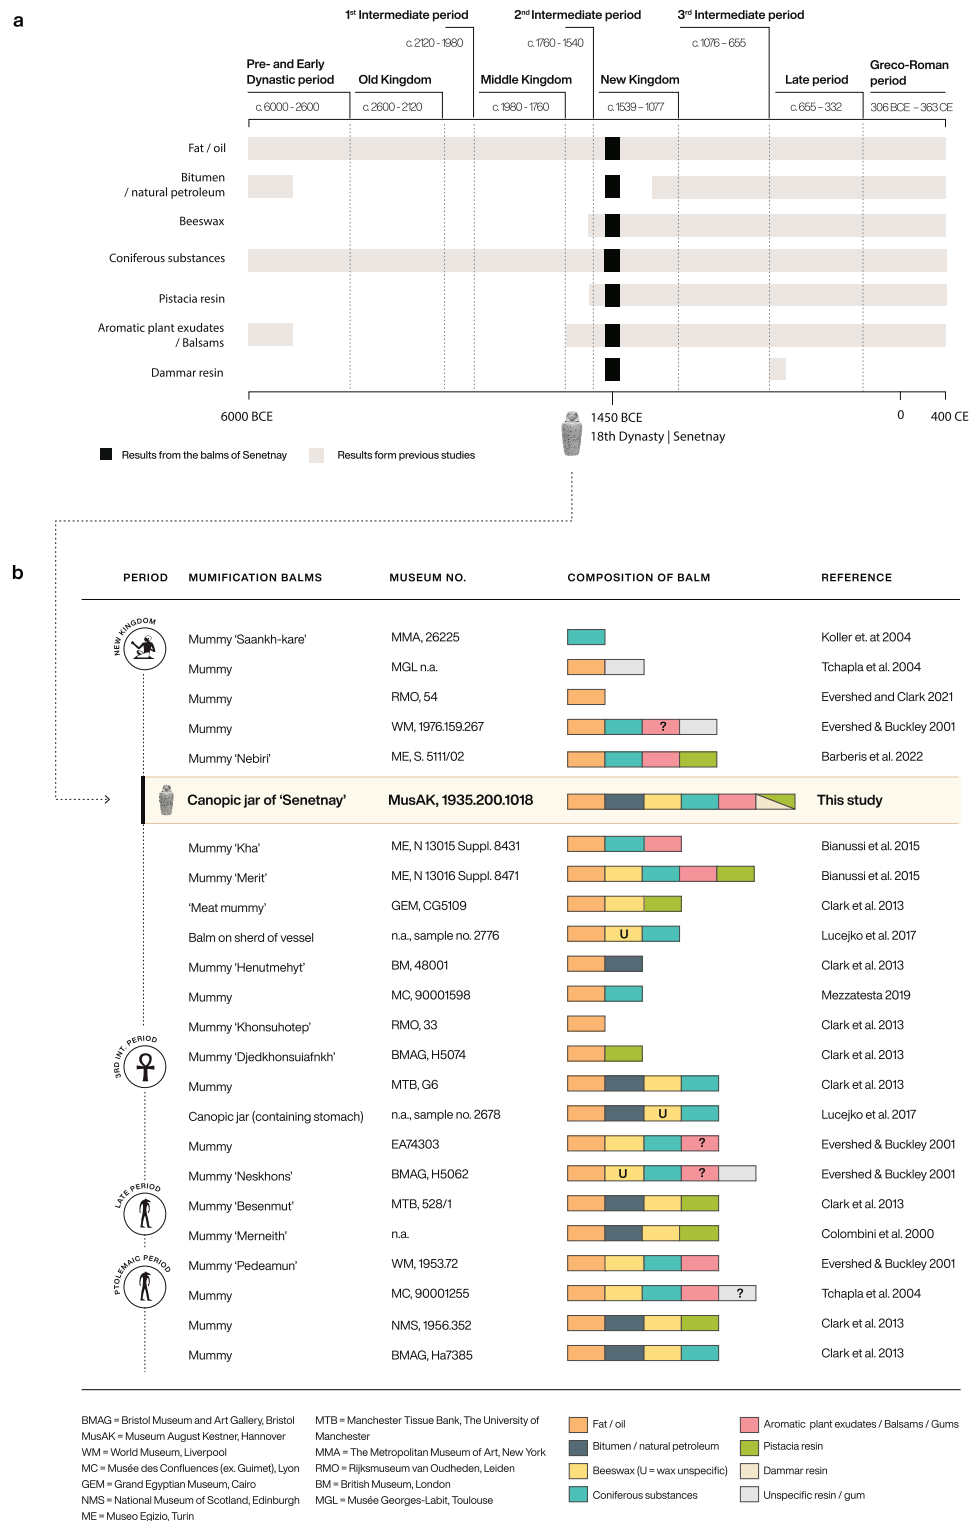 a
1st Intermediate period
c. 2120 - 1980
2nd Intermediate period
c. 1760 - 1540
3rd Intermediate period
c. 1076 – 655
Pre- and Early
Dynastic period
c. 6000 - 2600
Old Kingdom
c. 2600 - 2120
Middle Kingdom
c. 1980 - 1760
New Kingdom
c. 1539 - 1077
Late period
c. 655 – 332
Greco-Roman
period
306 BCE – 363 CE
Fat / oil
Bitumen
/ natural petroleum
Beeswax
Coniferous substances
Pistacia resin
Aromatic plant exudates
/ Balsams
Dammar resin
6000 BCE
1450 BCE
18th Dynasty | Senetnay
0
400 CE
Results from the balms of Senetnay
Results form previous studies
b
PERIOD MUMIFICATION BALMS MUSEUM NO. COMPOSITION OF BALM REFERENCE
NEW KINGDOM
Mummy ‘Saankh-kare’ MMA, 26225 Koller et. at 2004
Mummy MGL n.a. Tchapla et al. 2004
Mummy RMO, 54 Evershed and Clark 2021
Mummy WM, 1976.159.267 ? Evershed & Buckley 2001
Mummy ‘Nebiri’ ME, S. 5111/02 Barberis et al. 2022
Canopic jar of ‘Senetnay’ MusAK, 1935.200.1018 This study
Mummy ‘Kha’ ME, N 13015 Suppl. 8431 Bianussi et al. 2015
Mummy ‘Merit’ ME, N 13016 Suppl. 8471 Bianussi et al. 2015
‘Meat mummy’ GEM, CG5109 Clark et al. 2013
Balm on sherd of vessel n.a., sample no. 2776 U Lucejko et al. 2017
Mummy ‘Henutmehyt’ BM, 48001 Clark et al. 2013
Mummy MC, 90001598 Mezzatesta 2019
Mummy ‘Khonsuhotep’ RMO, 33 Clark et al. 2013
3RD INT. PERIOD
Mummy ‘Djedkhonsuiafnkh’ BMAG, H5074 Clark et al. 2013
Mummy MTB, G6 Clark et al. 2013
Canopic jar (containing stomach) n.a., sample no. 2678 U Lucejko et al. 2017
Mummy EA74303 ? Evershed & Buckley 2001
Mummy ‘Neskhons’ BMAG, H5062 U ? Evershed & Buckley 2001
LATE PERIOD
Mummy ‘Besenmut’ MTB, 528/1 Clark et al. 2013
Mummy ‘Merneith’ n.a. Colombini et al. 2000
PTOLEMAIC PERIOD
Mummy ‘Pedeamun’ WM, 1953.72 Evershed & Buckley 2001
Mummy MC, 90001255 ? Tchapla et al. 2004
Mummy NMS, 1956.352 Clark et al. 2013
Mummy BMAG, Ha7385 Clark et al. 2013
BMAG = Bristol Museum and Art Gallery, Bristol
MusAK = Museum August Kestner, Hannover
WM = World Museum, Liverpool
MC = Musée des Confluences (ex. Guimet), Lyon
GEM = Grand Egyptian Museum, Cairo
NMS = National Museum of Scotland, Edinburgh
ME = Museo Egizio, Turin
MTB = Manchester Tissue Bank, The University of
Manchester
MMA = The Metropolitan Museum of Art, New York
RMO = Rijksmuseum van Oudheden, Leiden
BM = British Museum, London
MGL = Musée Georges-Labit, Toulouse
Fat / oil
Bitumen / natural petroleum
Beeswax (U = wax unspecific)
Coniferous substances
Aromatic plant exudates / Balsams / Gums
Pistacia resin
Dammar resin
Unspecific resin / gum